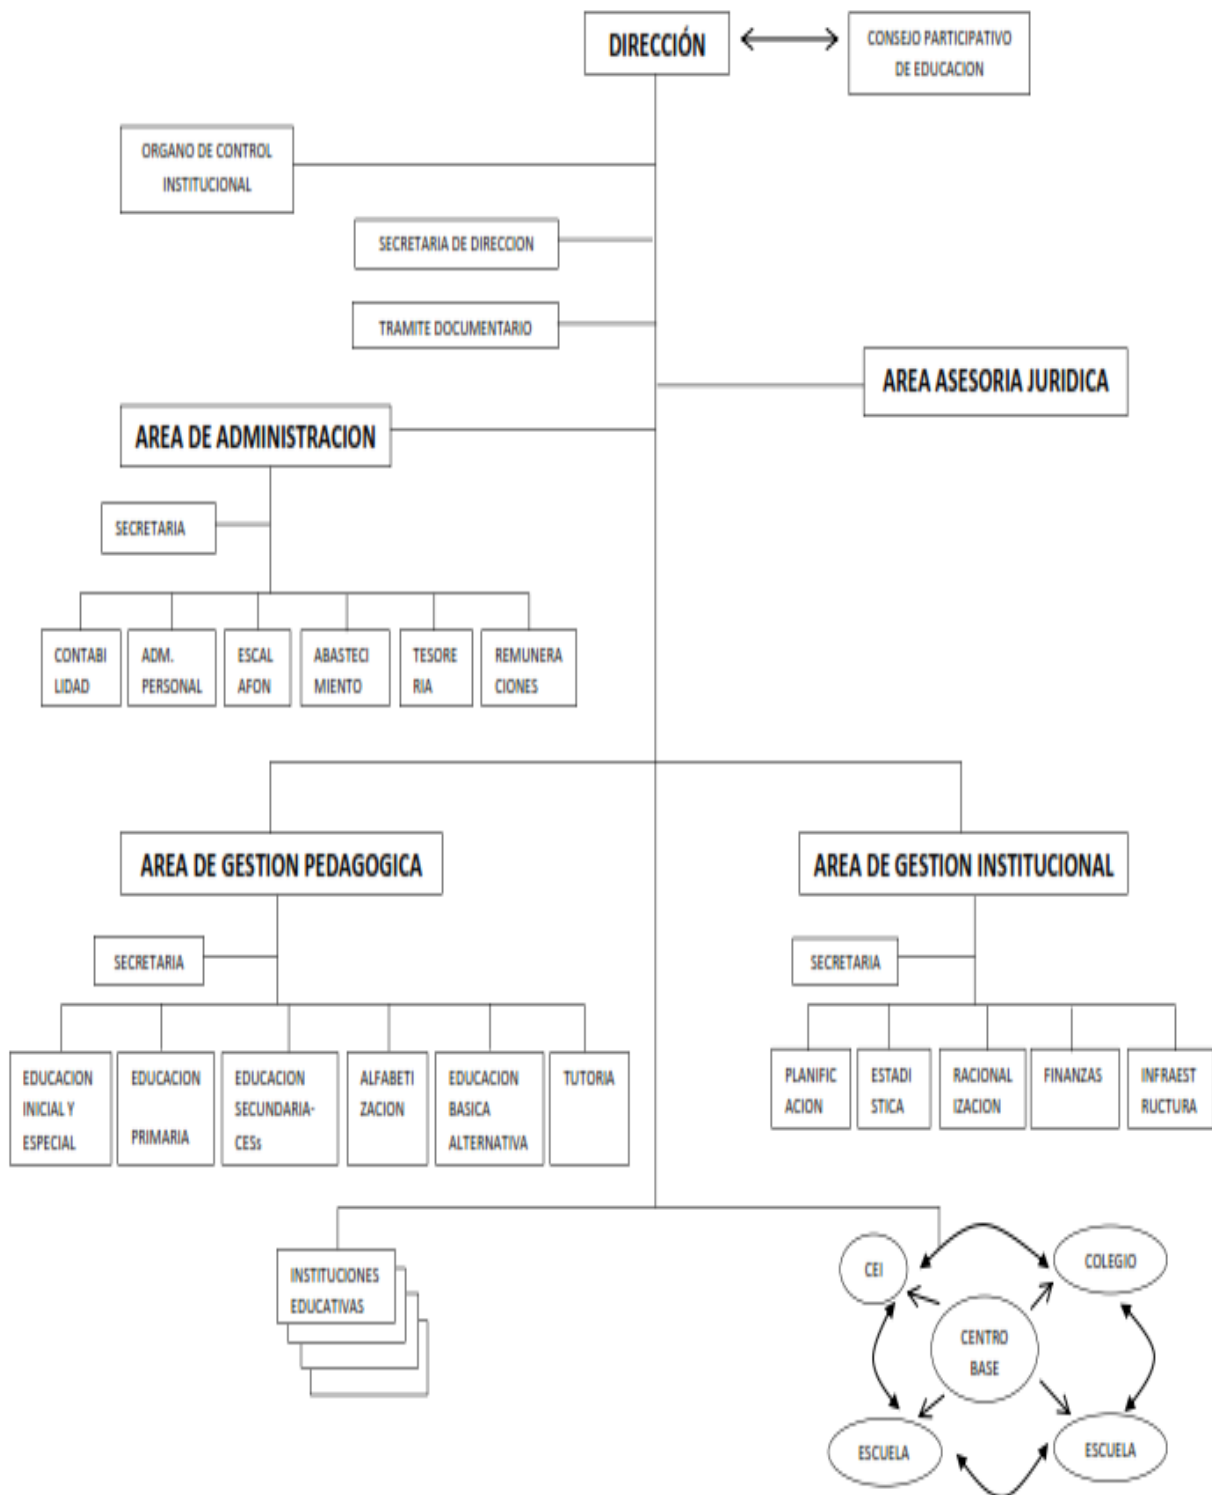 DIRECCIÓN
CONSEJO PARTICIPATIVO
DE EDUCACION
ORGANO DE CONTROL
INSTITUCIONAL
SECRETARIA DE DIRECCION
TRAMITE DOCUMENTARIO
AREA ASESORIA JURIDICA
AREA DE ADMINISTRACION
SECRETARIA
CONTABI
LIDAD
ADM.
PERSONAL
ESCAL
AFON
ABASTECI
MIENTO
TESORE
RIA
REMUNERA
CIONES
AREA DE GESTION PEDAGOGICA
AREA DE GESTION INSTITUCIONAL
SECRETARIA
SECRETARIA
EDUCACION
INICIAL Y
ESPECIAL
EDUCACION
PRIMARIA
EDUCACION
SECUNDARIA-
CESs
ALFABETI
ZACION
EDUCACION
BASICA
ALTERNATIVA
TUTORIA
PLANIFIC
ACION
ESTADI
STICA
RACIONAL
IZACION
FINANZAS
INFRAEST
RUCTURA
INSTITUCIONES
EDUCATIVAS
CEI
COLEGIO
CENTRO
BASE
ESCUELA
ESCUELA